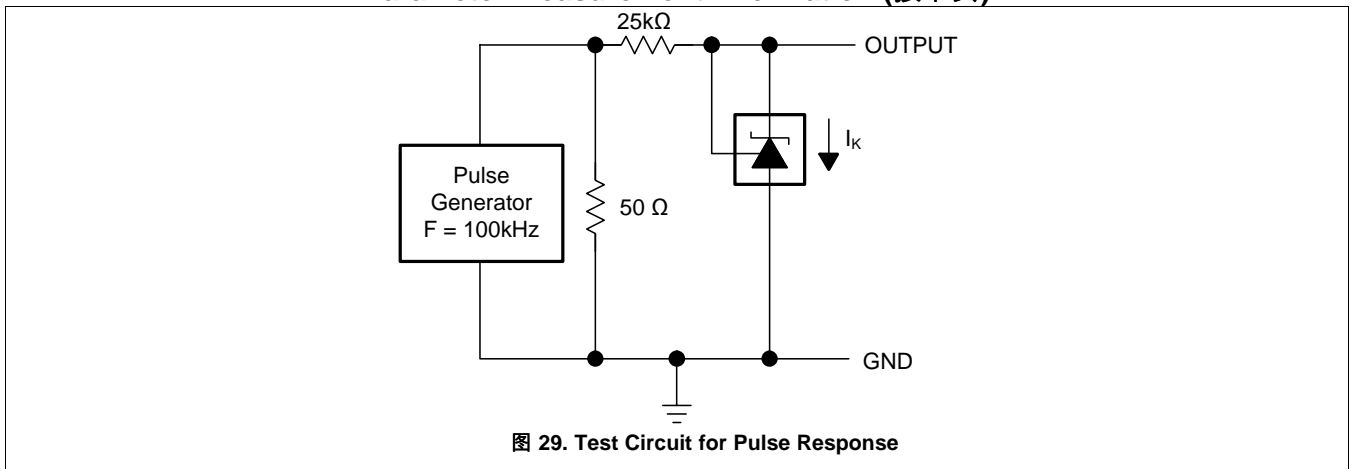 25kΩ
OUTPUT
I_K
Pulse
Generator
F = 100kHz
50 Ω
GND
图 29. Test Circuit for Pulse Response